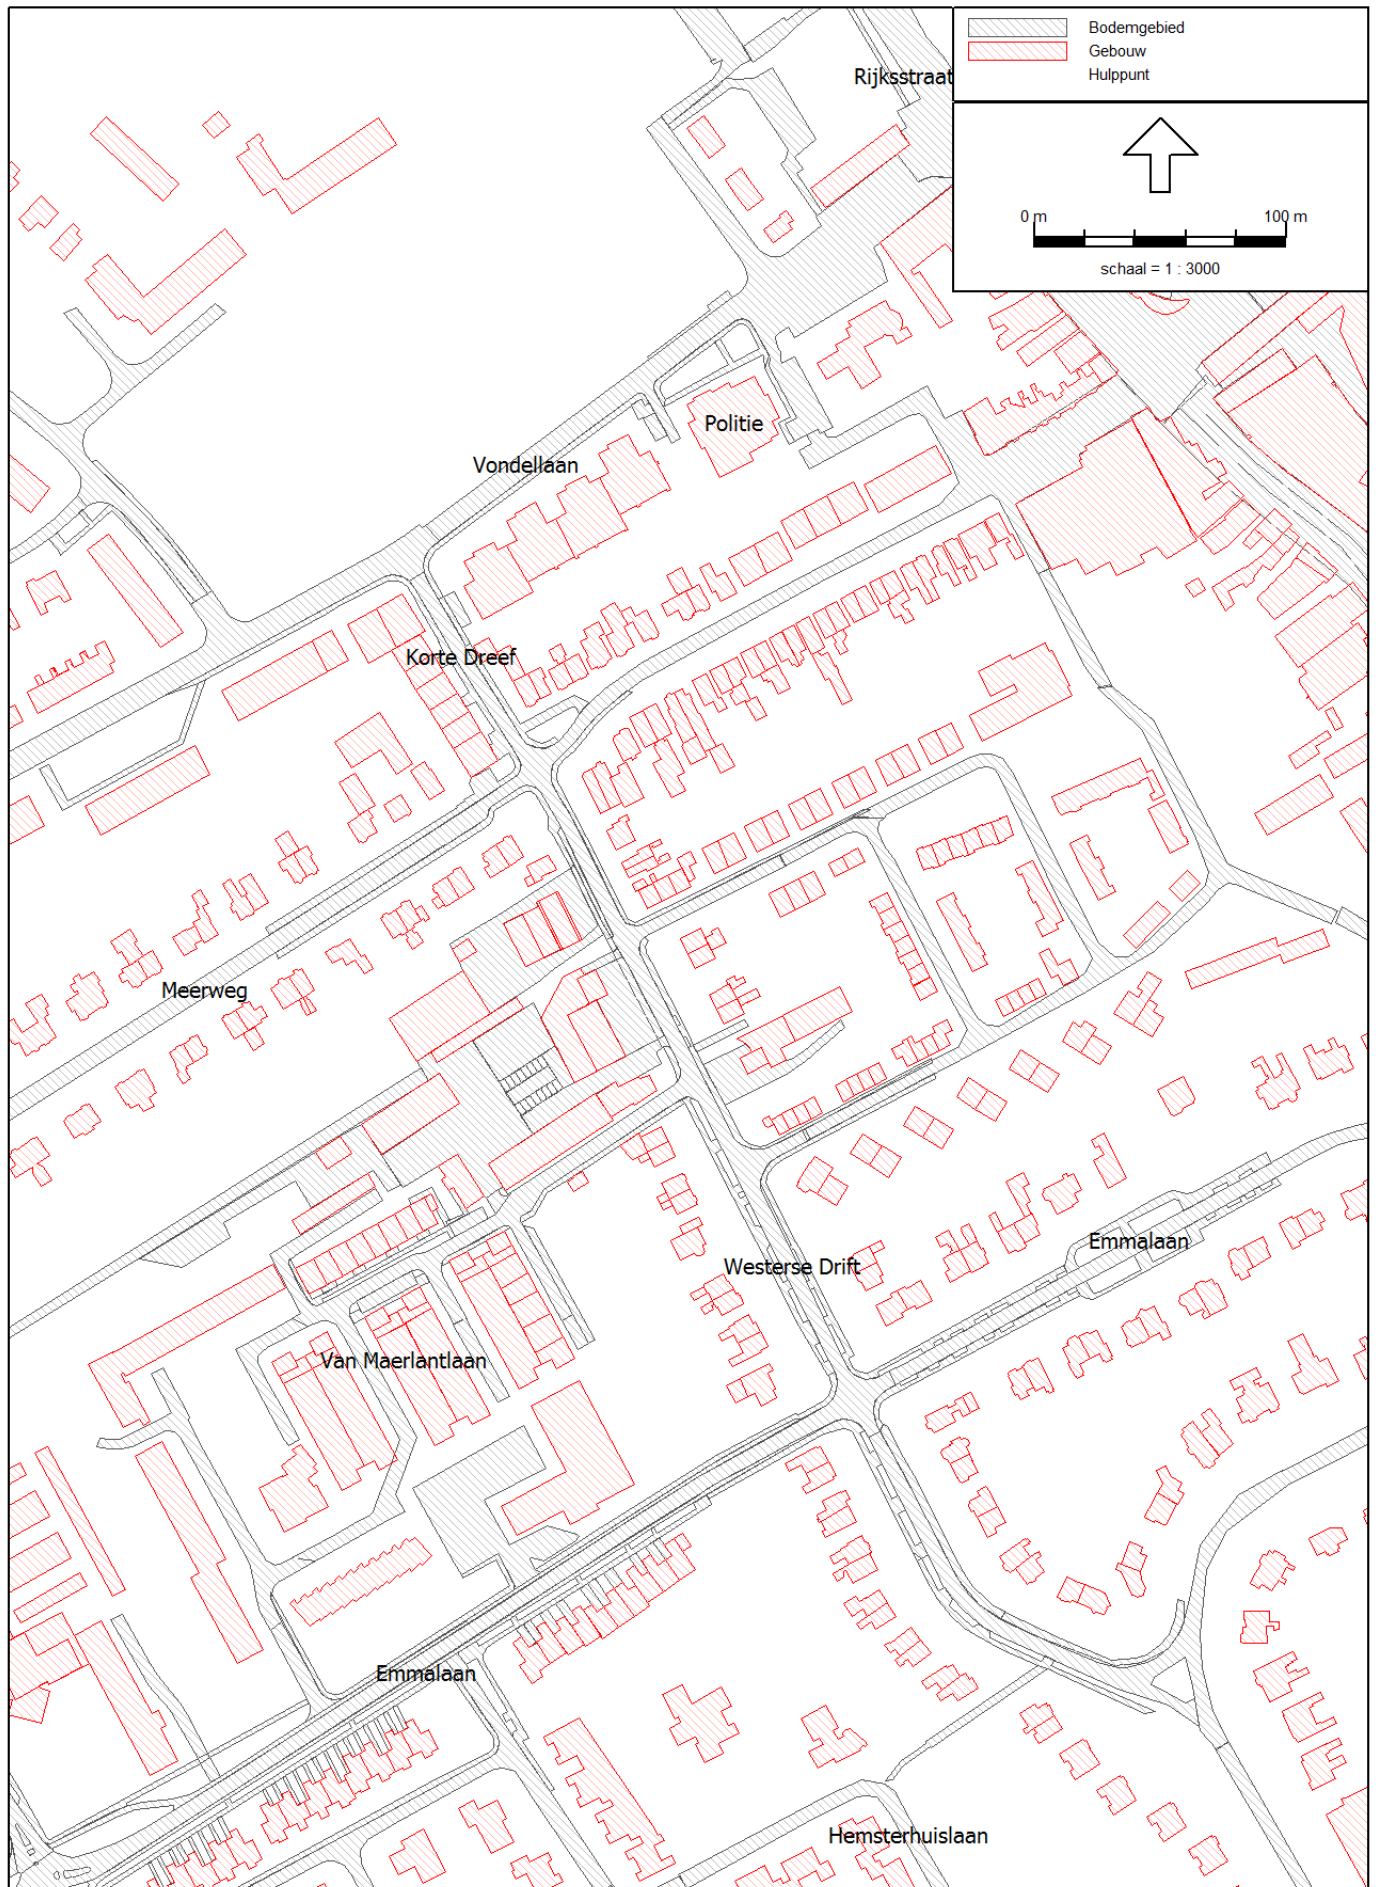 Bodemgebied
Gebouw
Hulppunt
Rijksstraat
0 m 100 m
schaal = 1 : 3000
Politie
Vondellaan
Korte Dreef
Meerweg
Emmalaan
Westerse Drift
Van Maerlantlaan
Emmalaan
Hemsterhuislaan